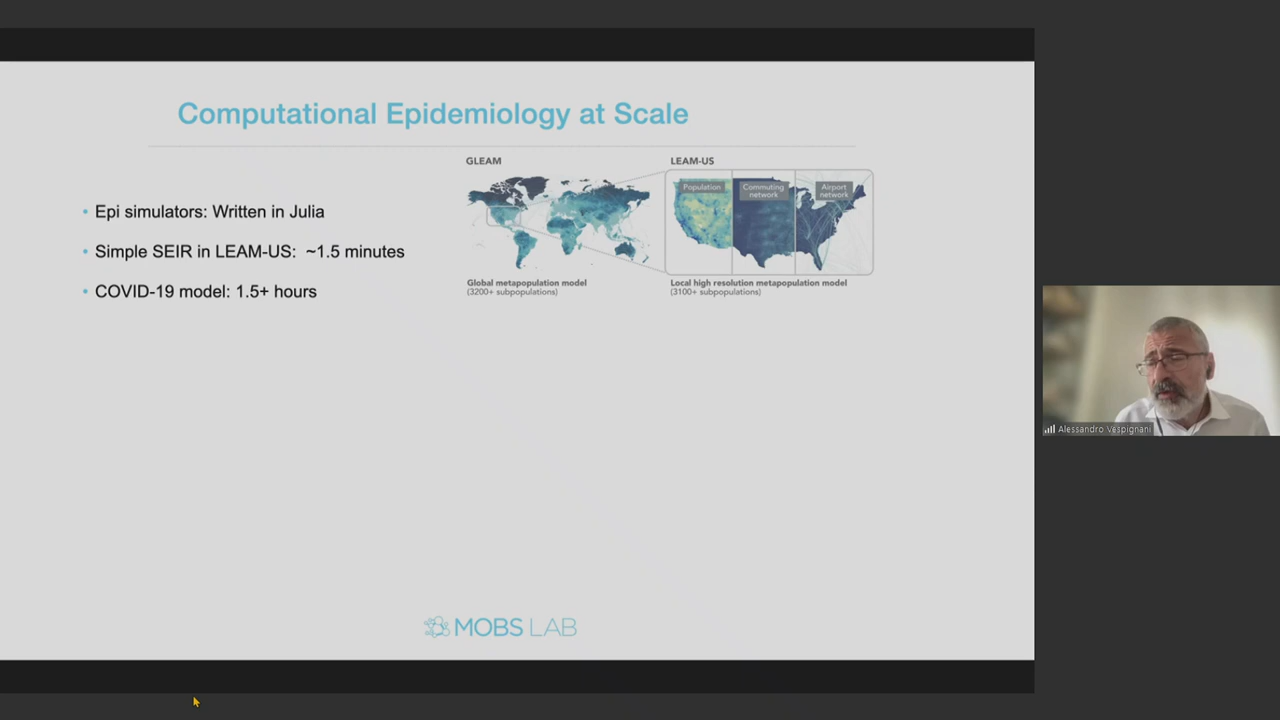 Computational Epidemiology at Scale
GLEAM
LEAM-US
Population
Commuting
network
Airport
network
• Epi simulators: Written in Julia
• Simple SEIR in LEAM-US: ~1.5 minutes
• COVID-19 model: 1.5+ hours
Global metapopulation model
(3200+ subpopulations)
Local high resolution metapopulation model
(3100+ subpopulations)
Alessandro Vespignani
MOBS LAB